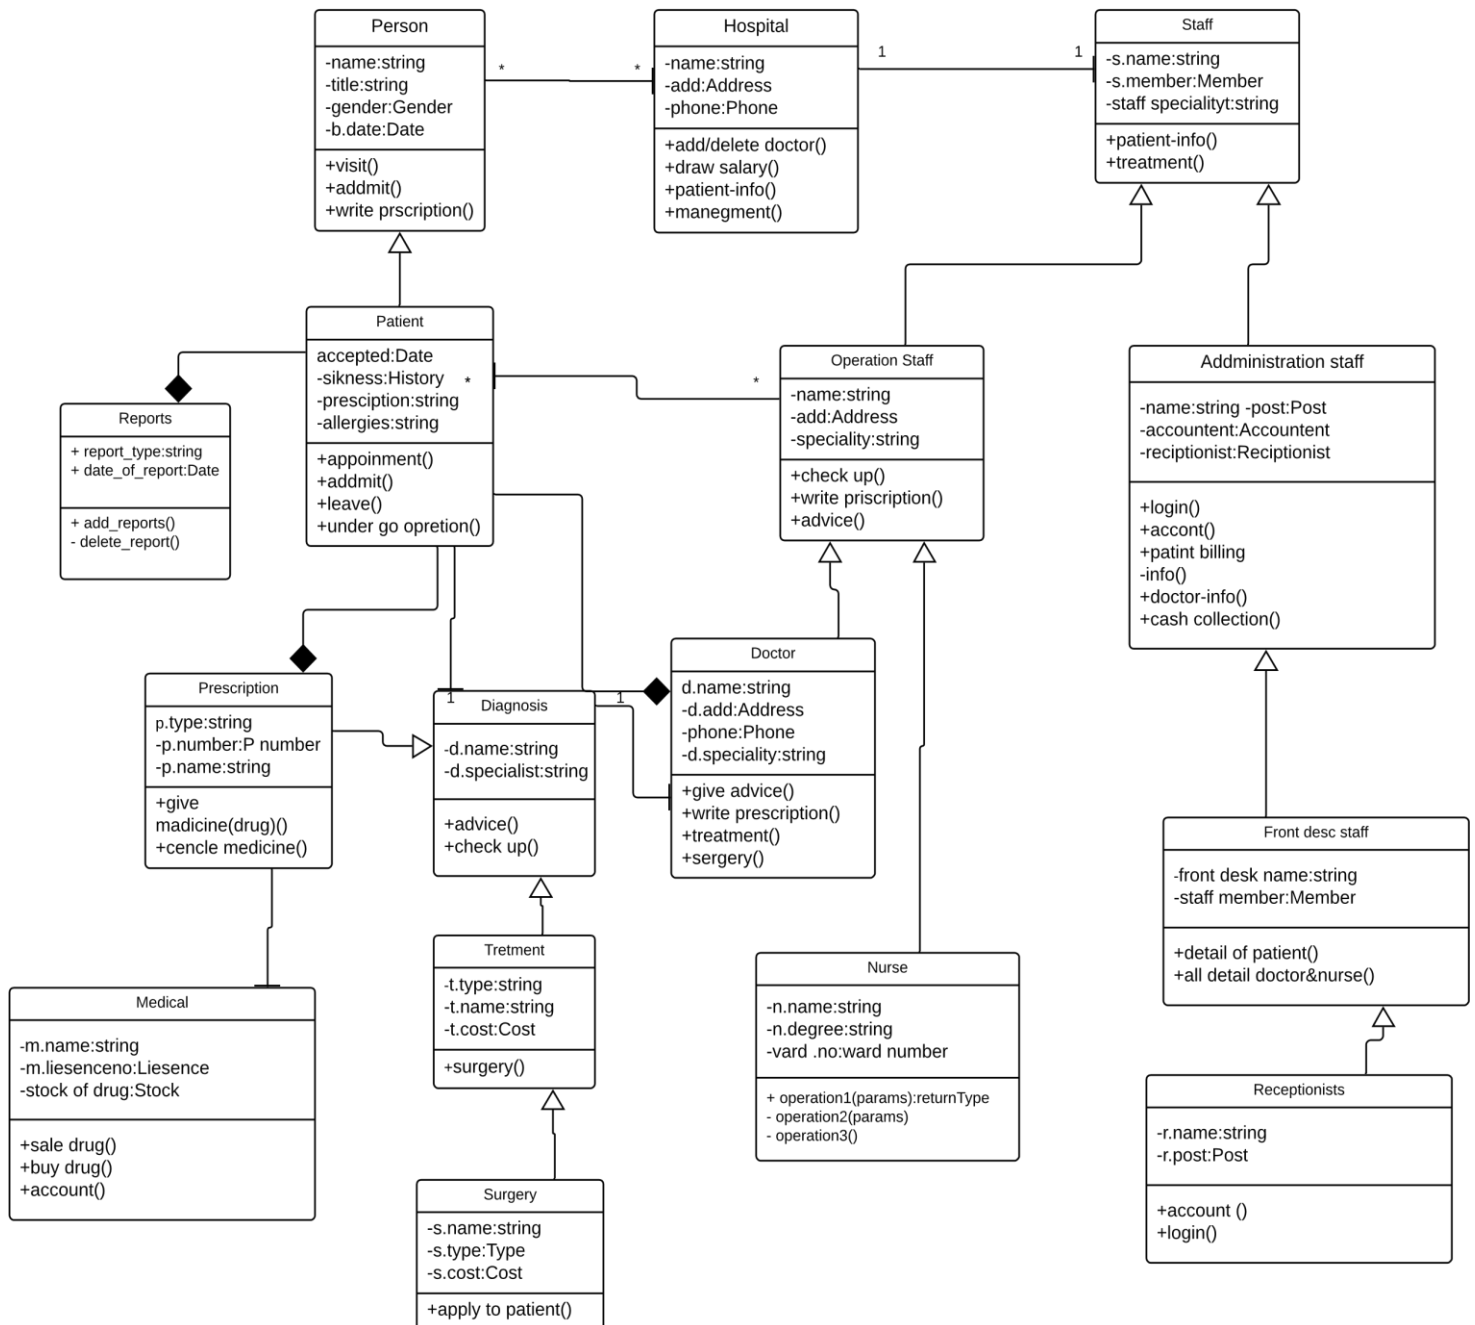 Person
-name:string
-title:string
-gender:Gender
-b.date:Date
+visit()
+addmit()
+write prscription()
*
*
Hospital
-name:string
-add:Address
-phone:Phone
+add/delete doctor()
+draw salary()
+patient-info()
+manegment()
1
1
Staff
-s.name:string
-s.member:Member
-staff specialityt:string
+patient-info()
+treatment()
Patient
accepted:Date
-sikness:History
-presciption:string
-allergies:string
+appoinment()
+addmit()
+leave()
+under go opretion()
*
*
Operation Staff
-name:string
-add:Address
-speciality:string
+check up()
+write priscription()
+advice()
Addministration staff
-name:string -post:Post
-accountent:Accountent
-reciptionist:Reciptionist
+login()
+accont()
+patint billing
-info()
+doctor-info()
+cash collection()
Reports
+ report_type:string
+ date_of_report:Date
+ add_reports()
- delete_report()
Prescription
p.type:string
-p.number:P number
-p.name:string
+give
madicine(drug)()
+cencle medicine()
1
Diagnosis
-d.name:string
-d.specialist:string
+advice()
+check up()
1
Doctor
d.name:string
-d.add:Address
-phone:Phone
-d.speciality:string
+give advice()
+write prescription()
+treatment()
+sergery()
Front desc staff
-front desk name:string
-staff member:Member
+detail of patient()
+all detail doctor&nurse()
Medical
-m.name:string
-m.liesenceno:Liesence
-stock of drug:Stock
+sale drug()
+buy drug()
+account()
Tretment
-t.type:string
-t.name:string
-t.cost:Cost
+surgery()
Nurse
-n.name:string
-n.degree:string
-vard .no:ward number
+ operation1(params):returnType
- operation2(params)
- operation3()
Receptionists
-r.name:string
-r.post:Post
+account ()
+login()
Surgery
-s.name:string
-s.type:Type
-s.cost:Cost
+apply to patient()